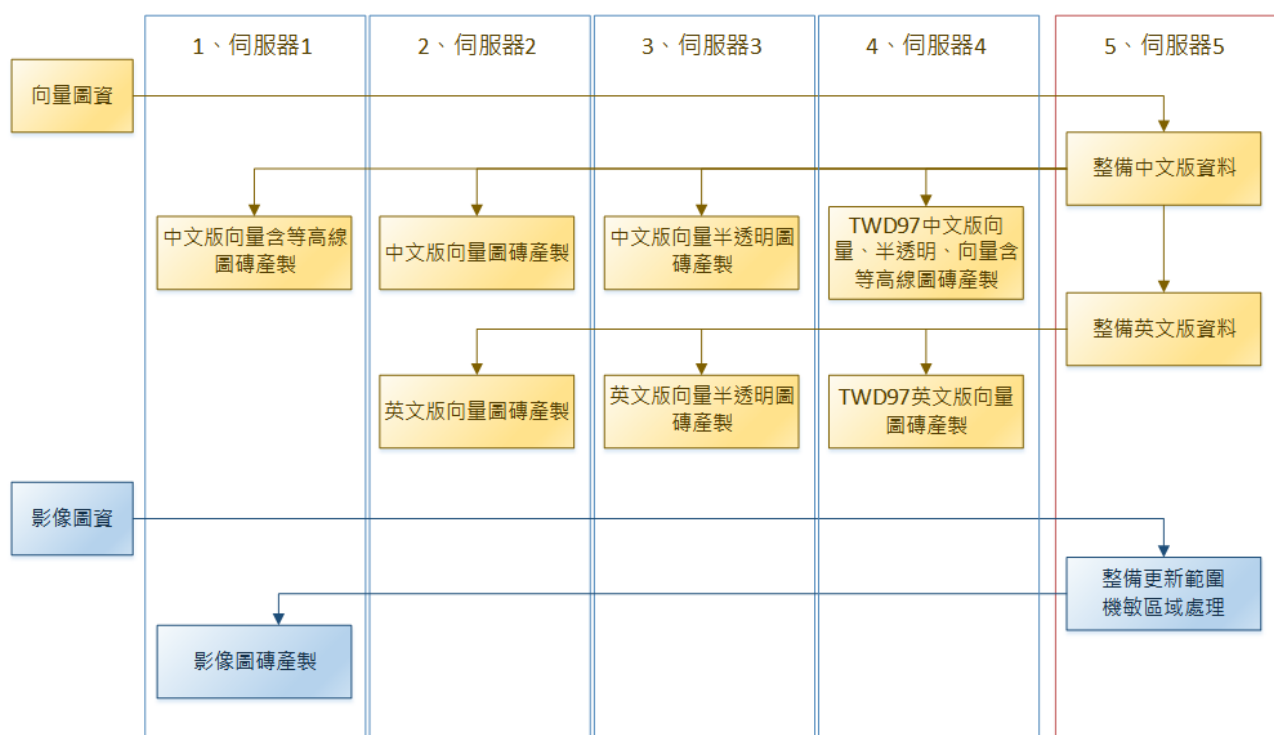 1、伺服器1
2、伺服器2
3、伺服器3
4、伺服器4
5、伺服器5
向量圖資
整備中文版資料
中文版向量含等高線
圖磚產製
中文版向量圖磚產製
中文版向量半透明圖
磚產製
TWD97中文版向
量、半透明、向量含
等高線圖磚產製
整備英文版資料
英文版向量圖磚產製
英文版向量半透明圖
磚產製
TWD97英文版向量
圖磚產製
影像圖資
整備更新範圍
機敏區域處理
影像圖磚產製